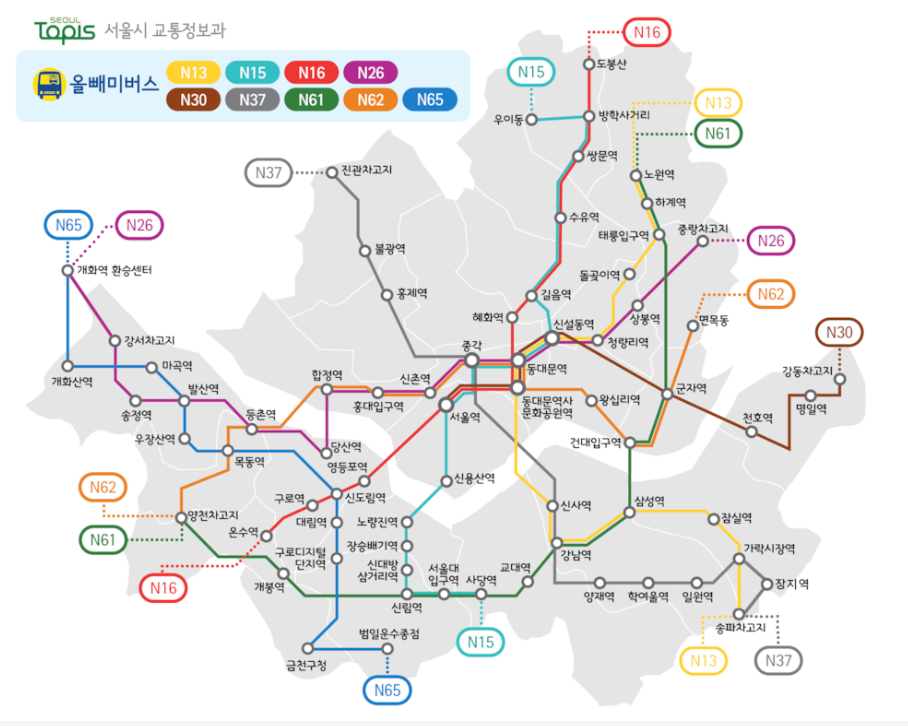 SEOUL
Topis 서울시 교통정보과
올빼미버스 N13 N15 N16 N26
N30 N37 N61 N62 N65
N16
도봉산
N15
우이동
방학사거리
N13
N61
쌍문역
노원역
하계역
N37
진관차고지
수유역
태릉입구역
중랑차고지
N26
N65
N26
불광역
돌곶이역
개화역 환승센터
홍제역
길음역
상봉역
N62
면목동
혜화역
신설동역
청량리역
N30
강서차고지
종각
동대문역
개화산역
마곡역
합정역
신촌역
강동차고지
발산역
홍대입구역
동대문역사
문화공원역
왕십리역
군자역
명일역
송정역
등촌역
서울역
천호역
우장산역
목동역
당산역
건대입구역
영등포역
신용산역
N62
구로역
신도림역
신사역
삼성역
잠실역
양천차고지
대림역
노량진역
N61
온수역
구로디지털
단지역
장승배기역
강남역
가락시장역
신대방
삼거리역
서울대
입구역
사당역
교대역
N16
개봉역
신림역
양재역
학여울역
일원역
장지역
송파차고지
금천구청
범일운수종점
N15
N13
N37
N65